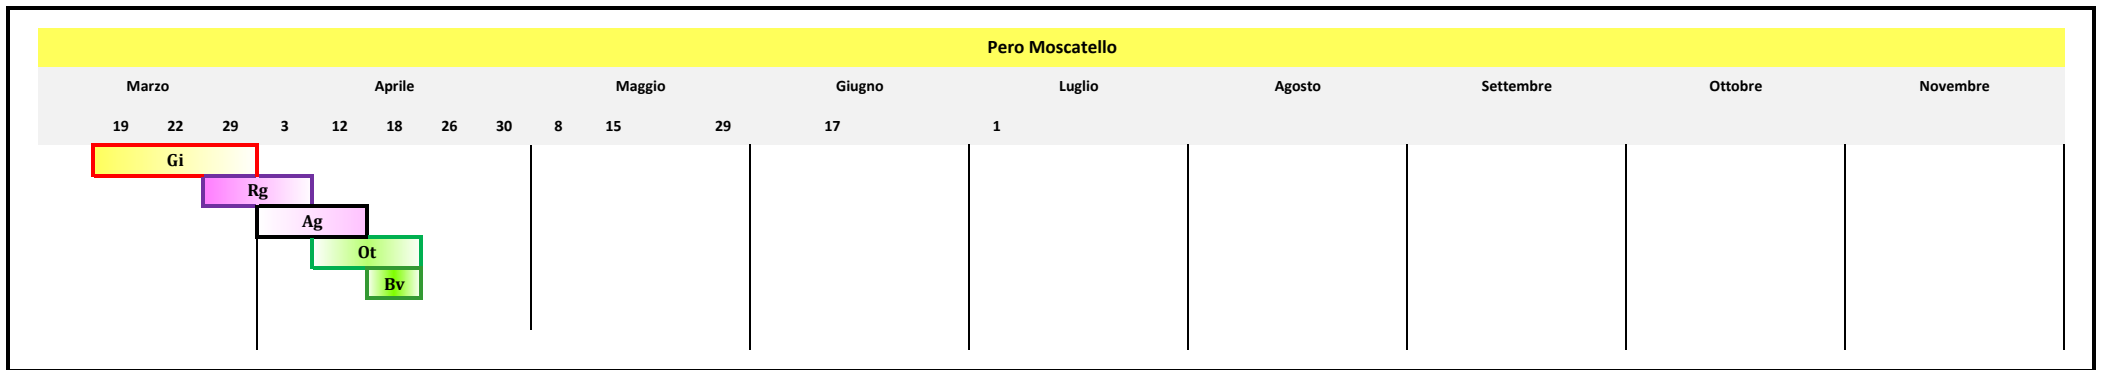 Pero Moscatello
Marzo Aprile Maggio Giugno Luglio Agosto Settembre Ottobre Novembre
19 22 29 3 12 18 26 30 8 15 29 17 1
Gi
Rg
Ag
Ot
Bv